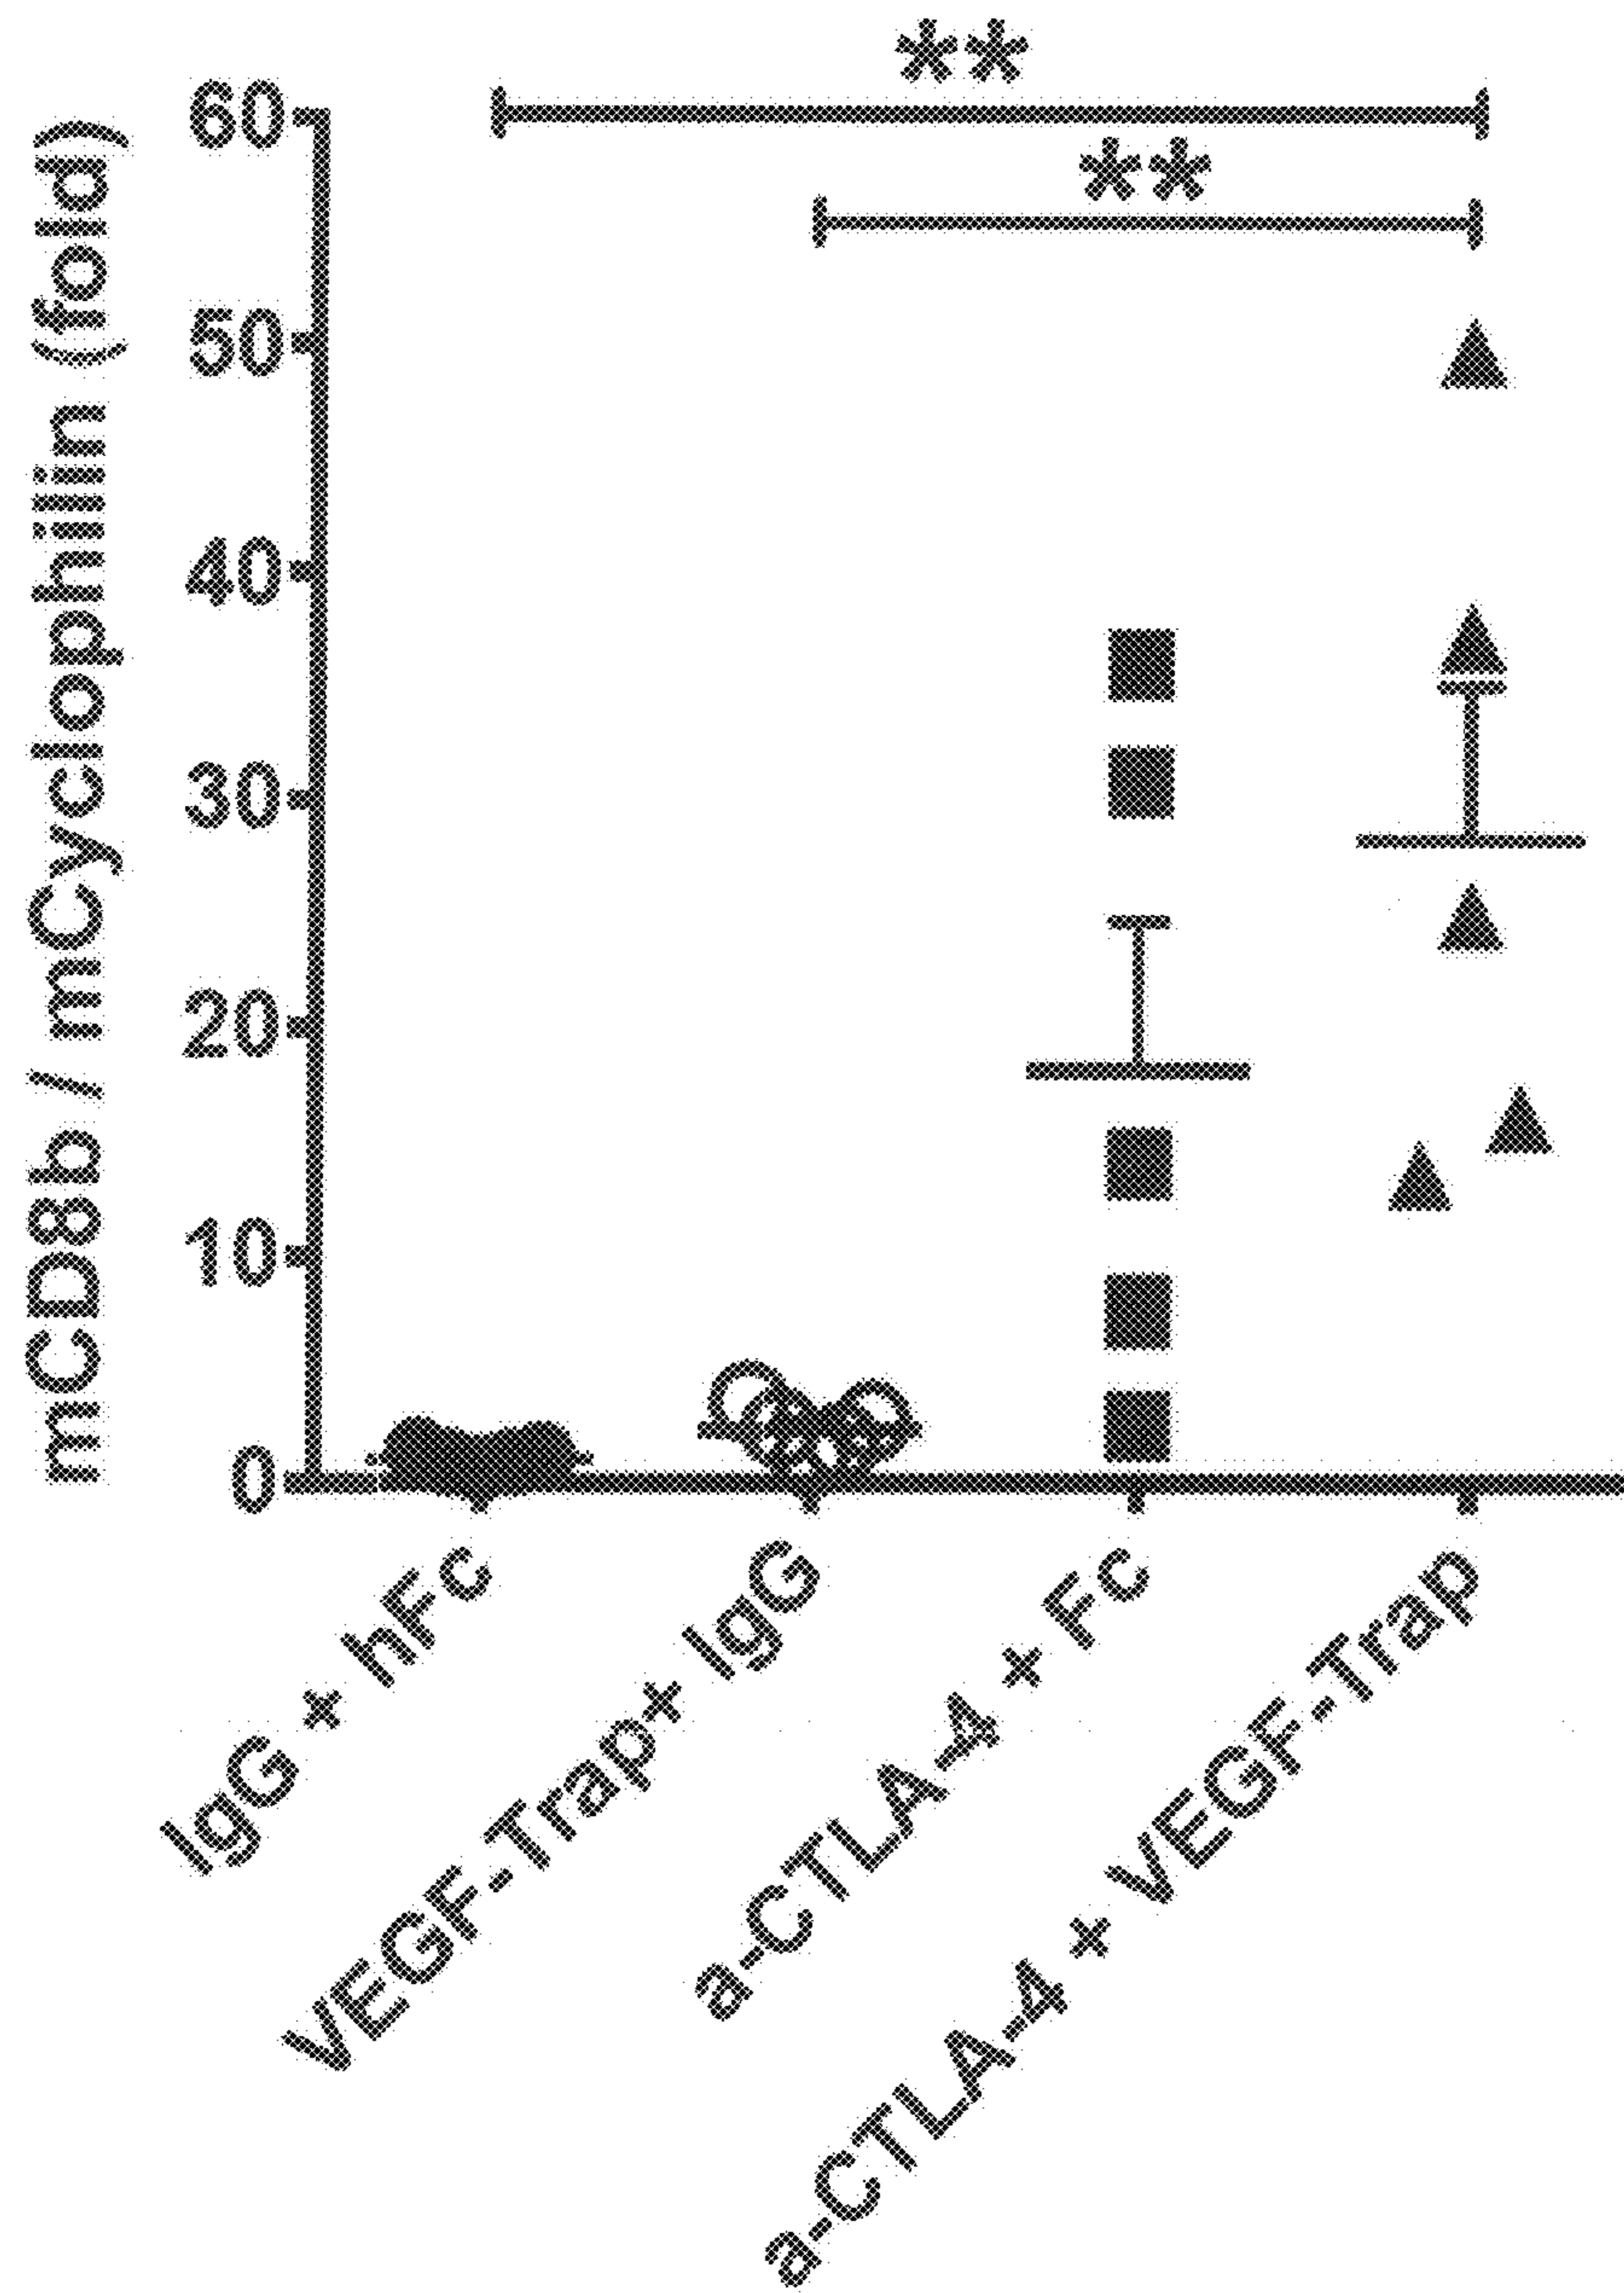 **
**
mCD8b / mCyclophilin (fold)
60
50
40
30
20
10
0
IgG + hFc
VEGF-Trap+ IgG
a-CTLA-4 + Fc
a-CTLA-4 + VEGF-Trap